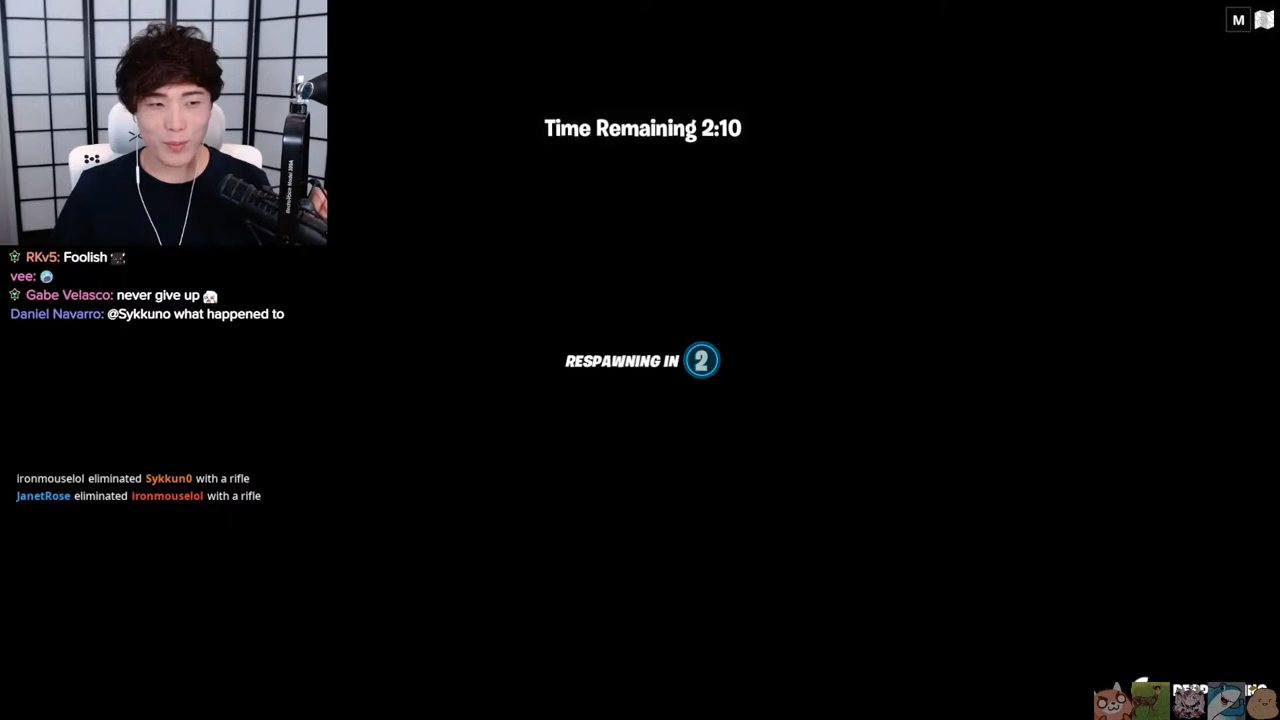 M
Time Remaining 2:10
RKv5: Foolish
vee:
Gabe Velasco: never give up
Daniel Navarro: @Sykkuno what happened to
RESPAWNING IN 2
ironmouselol eliminated Sykkun0 with a rifle
JanetRose eliminated ironmouselol with a rifle